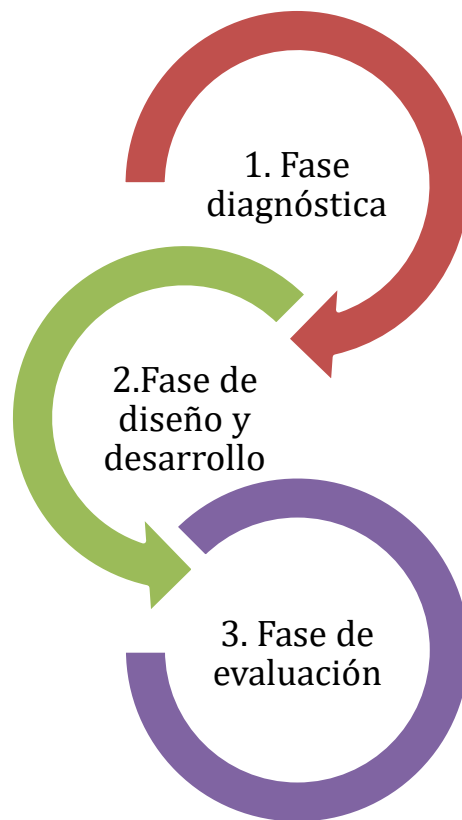 1. Fase
diagnóstica
2.Fase de
diseño y
desarrollo
3. Fase de
evaluación